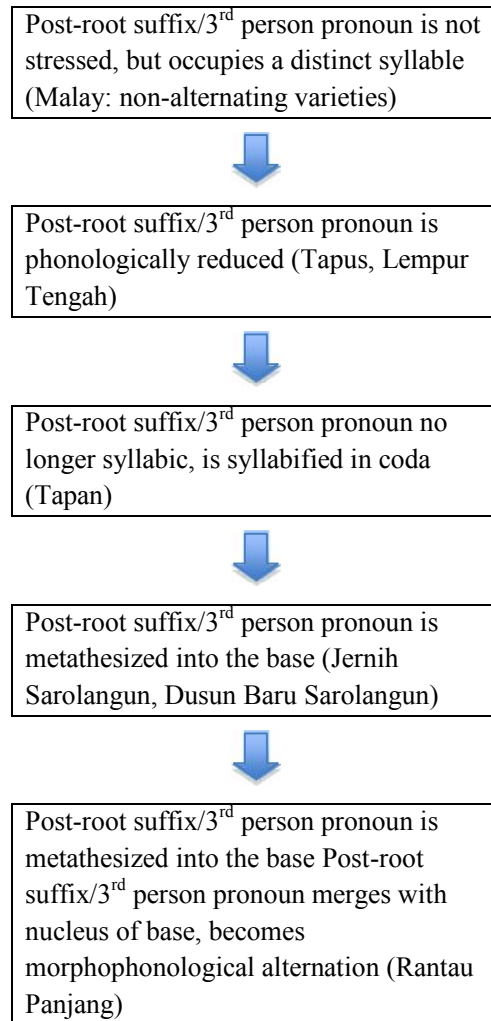 Post-root suffix/3rd person pronoun is not
stressed, but occupies a distinct syllable
(Malay: non-alternating varieties)
Post-root suffix/3rd person pronoun is
phonologically reduced (Tapus, Lempur
Tengah)
Post-root suffix/3rd person pronoun no
longer syllabic, is syllabified in coda
(Tapan)
Post-root suffix/3rd person pronoun is
metathesized into the base (Jernih
Sarolangun, Dusun Baru Sarolangun)
Post-root suffix/3rd person pronoun is
metathesized into the base Post-root
suffix/3rd person pronoun merges with
nucleus of base, becomes
morphophonological alternation (Rantau
Panjang)